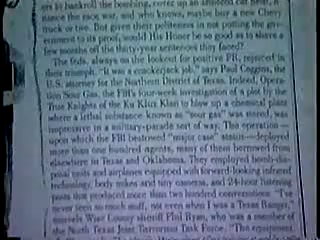 ers to bankroll the bombing, cover up an armored car heist,
nance the race war, and who knows, maybe buy a new Chevy
truck or two. But given their politeness in not putting the gov-
ernment to its proof, would His Honor be so good as to shave a
few months off the thirty-year sentences they faced?
The feds, always on the lookout for positive PR, rejoiced in
their triumph. "It was a crackerjack job," says Paul Coggins, the
U.S. attorney for the Northern District of Texas. Indeed, Opera-
tion Sour Gas, the FBI's four-week investigation of a plot by the
True Knights of the Ku Klux Klan to blow up a chemical plant
where a lethal substance known as "sour gas" was stored, was
impressive in a military-parade sort of way. The operation—
upon which the FBI bestowed "major case" status—deployed
more than one hundred agents, many of them borrowed from
elsewhere in Texas and Oklahoma. They employed bomb-dis-
posal units and airplanes equipped with forward-looking infrared
technology, body mikes and tiny cameras, and 24-hour listening
posts that produced more than two hundred conversations. "I've
never seen so much stuff, not even when I was a Texas Ranger,"
marvels Wise County sheriff Phil Ryan, who was a member of
the North Texas Joint Terrorism Task Force. "The equipment,